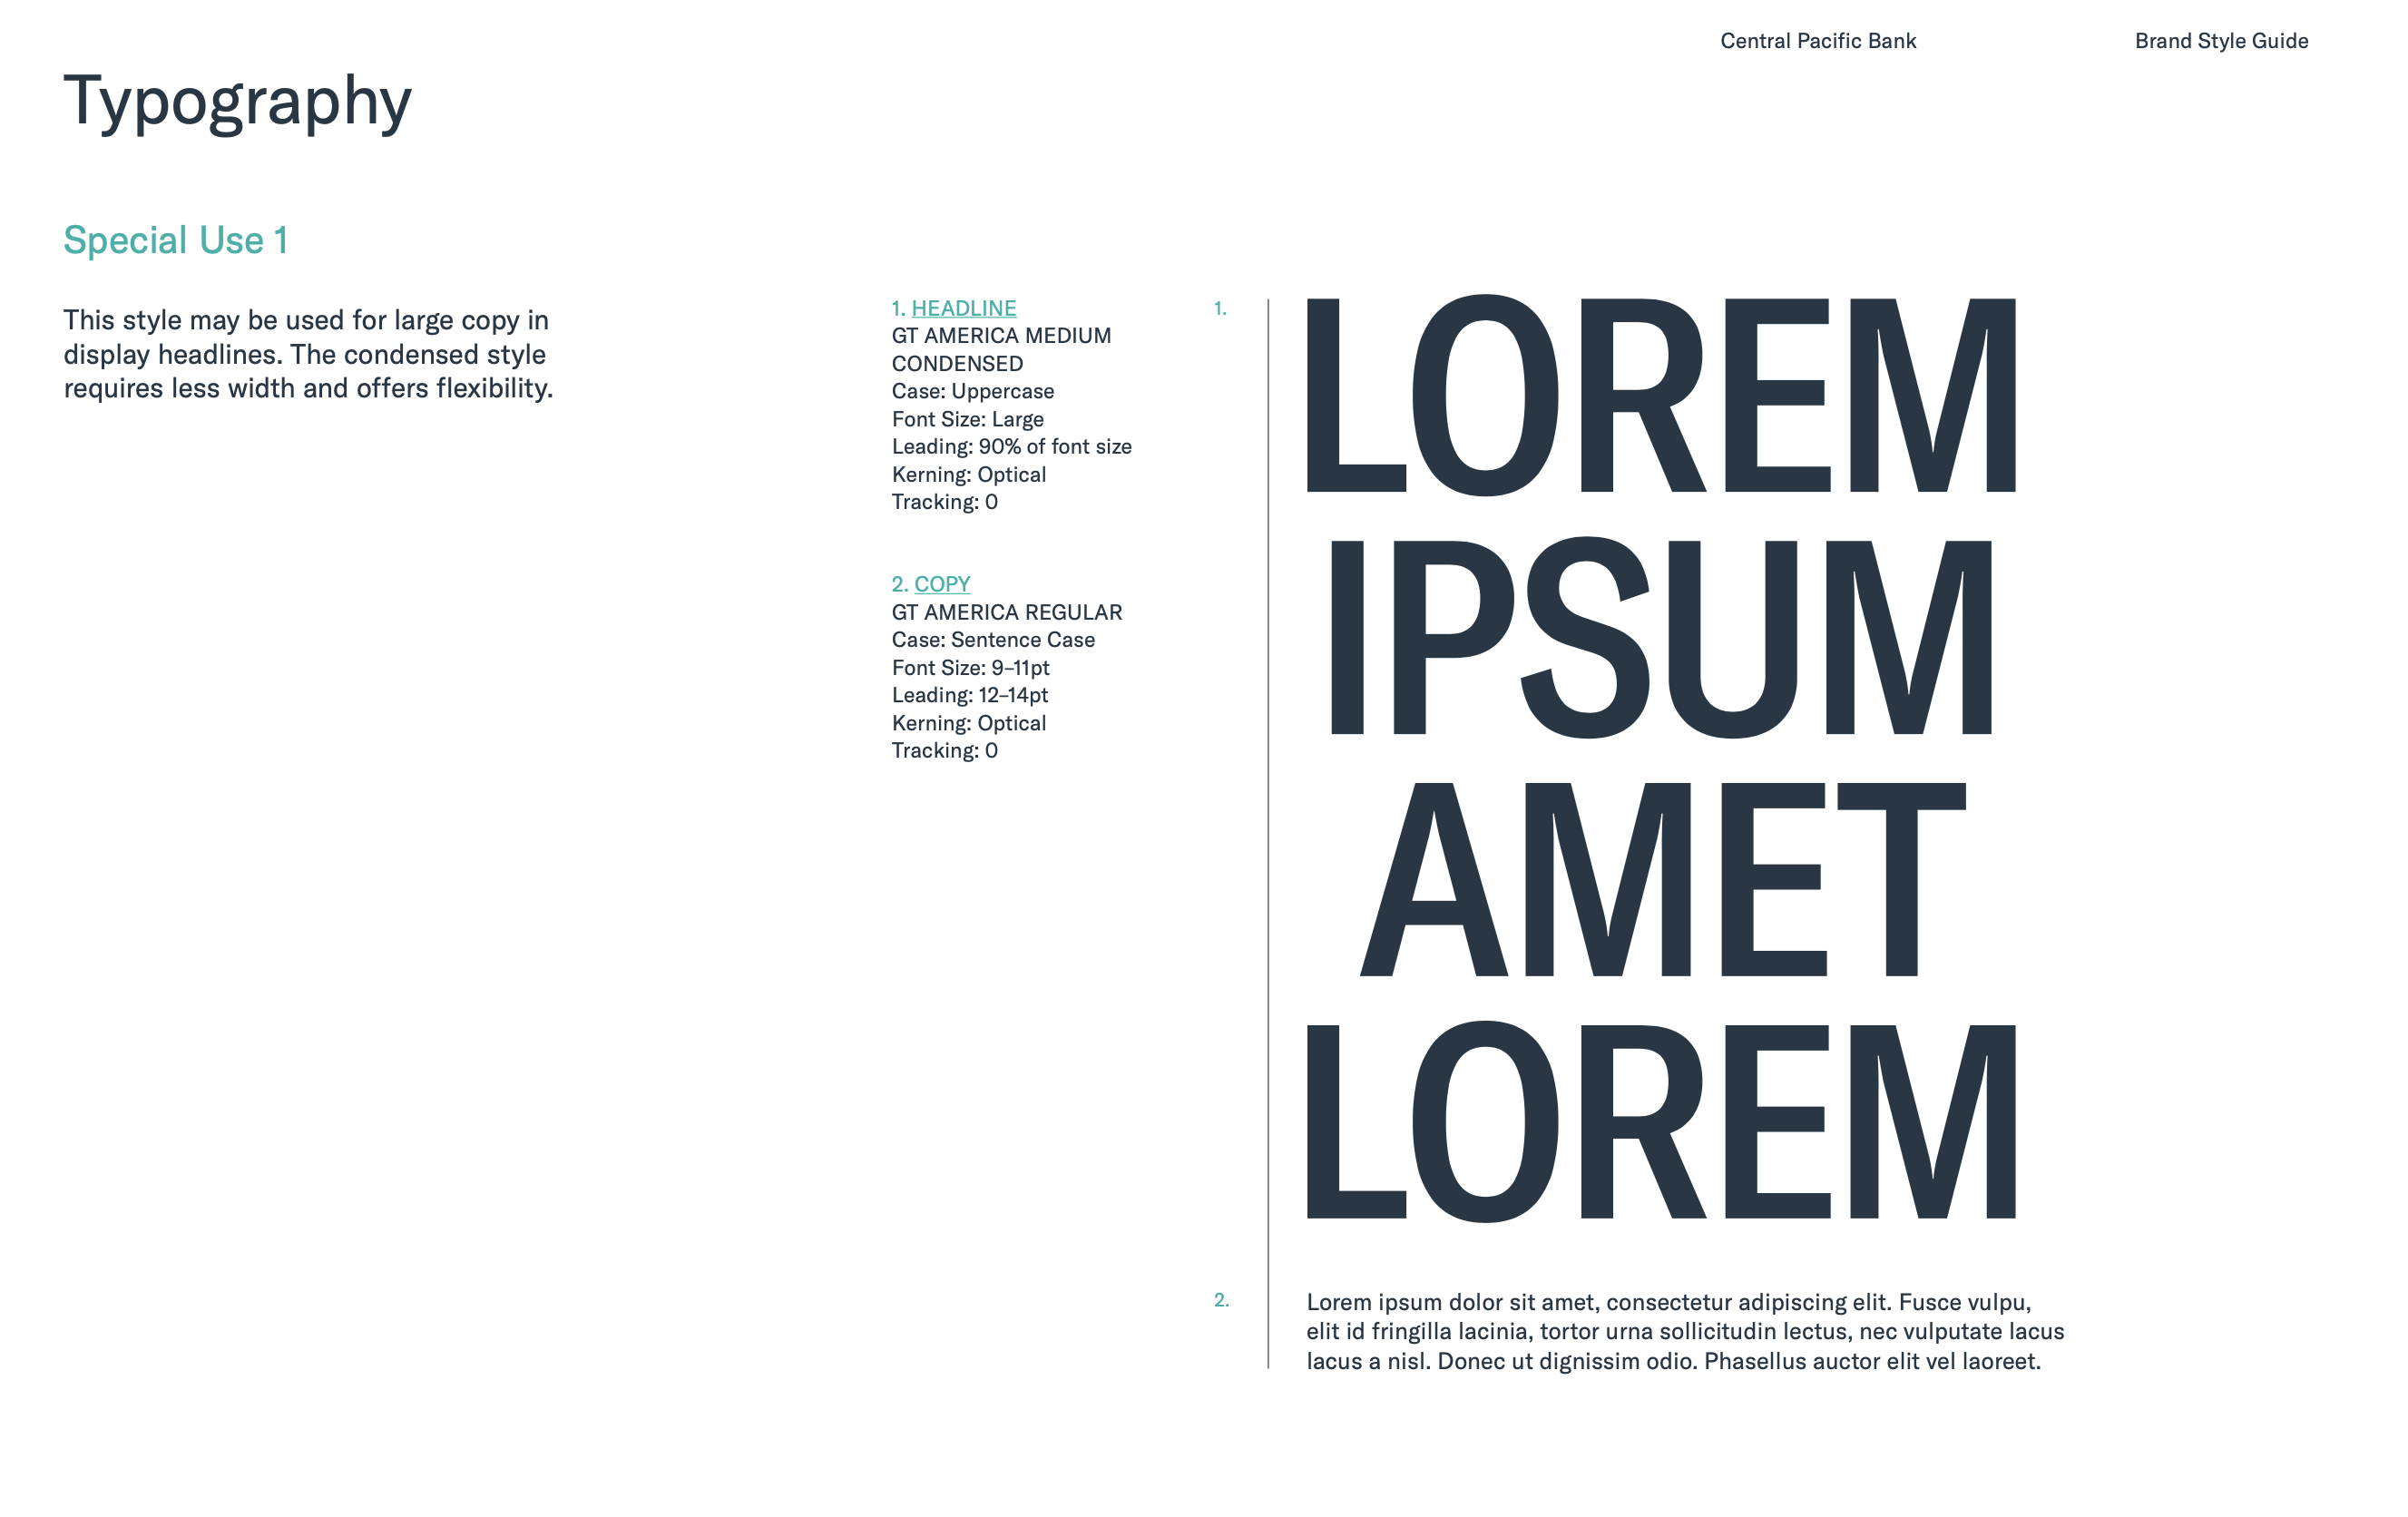 Central Pacific Bank
Brand Style Guide
Typography
Special Use 1
This style may be used for large copy in
display headlines. The condensed style
requires less width and offers flexibility.
1. HEADLINE
GT AMERICA MEDIUM
CONDENSED
Case: Uppercase
Font Size: Large
Leading: 90% of font size
Kerning: Optical
Tracking: 0
2. COPY
GT AMERICA REGULAR
Case: Sentence Case
Font Size: 9–11pt
Leading: 12–14pt
Kerning: Optical
Tracking: 0
1.
LOREM
IPSUM
AMET
LOREM
2.
Lorem ipsum dolor sit amet, consectetur adipiscing elit. Fusce vulpu,
elit id fringilla lacinia, tortor urna sollicitudin lectus, nec vulputate lacus
lacus a nisl. Donec ut dignissim odio. Phasellus auctor elit vel laoreet.